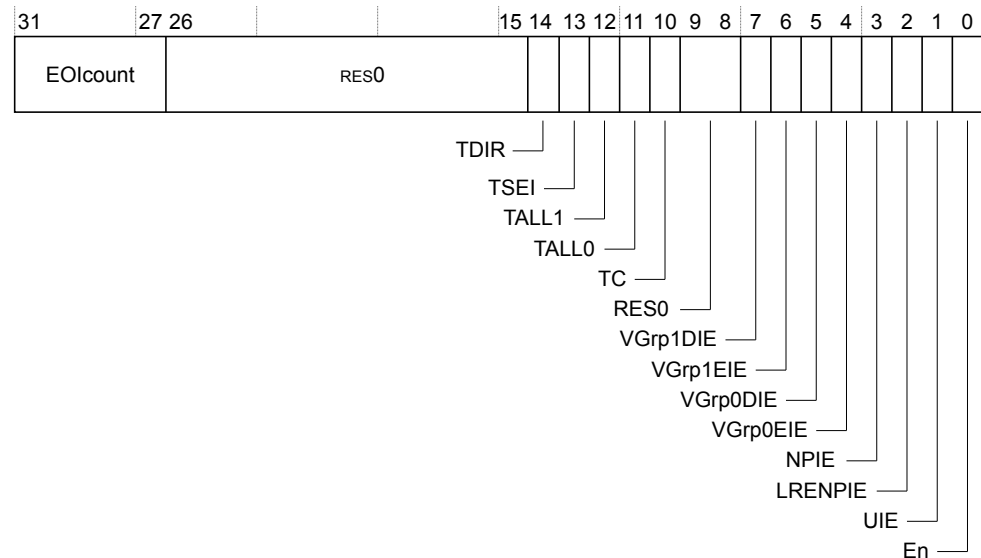 31 27 26 15 14 13 12 11 10 9 8 7 6 5 4 3 2 1 0
EOIcount RES0
TDIR
TSEI
TALL1
TALL0
TC
RES0
VGrp1DIE
VGrp1EIE
VGrp0DIE
VGrp0EIE
NPIE
LRENPIE
UIE
En